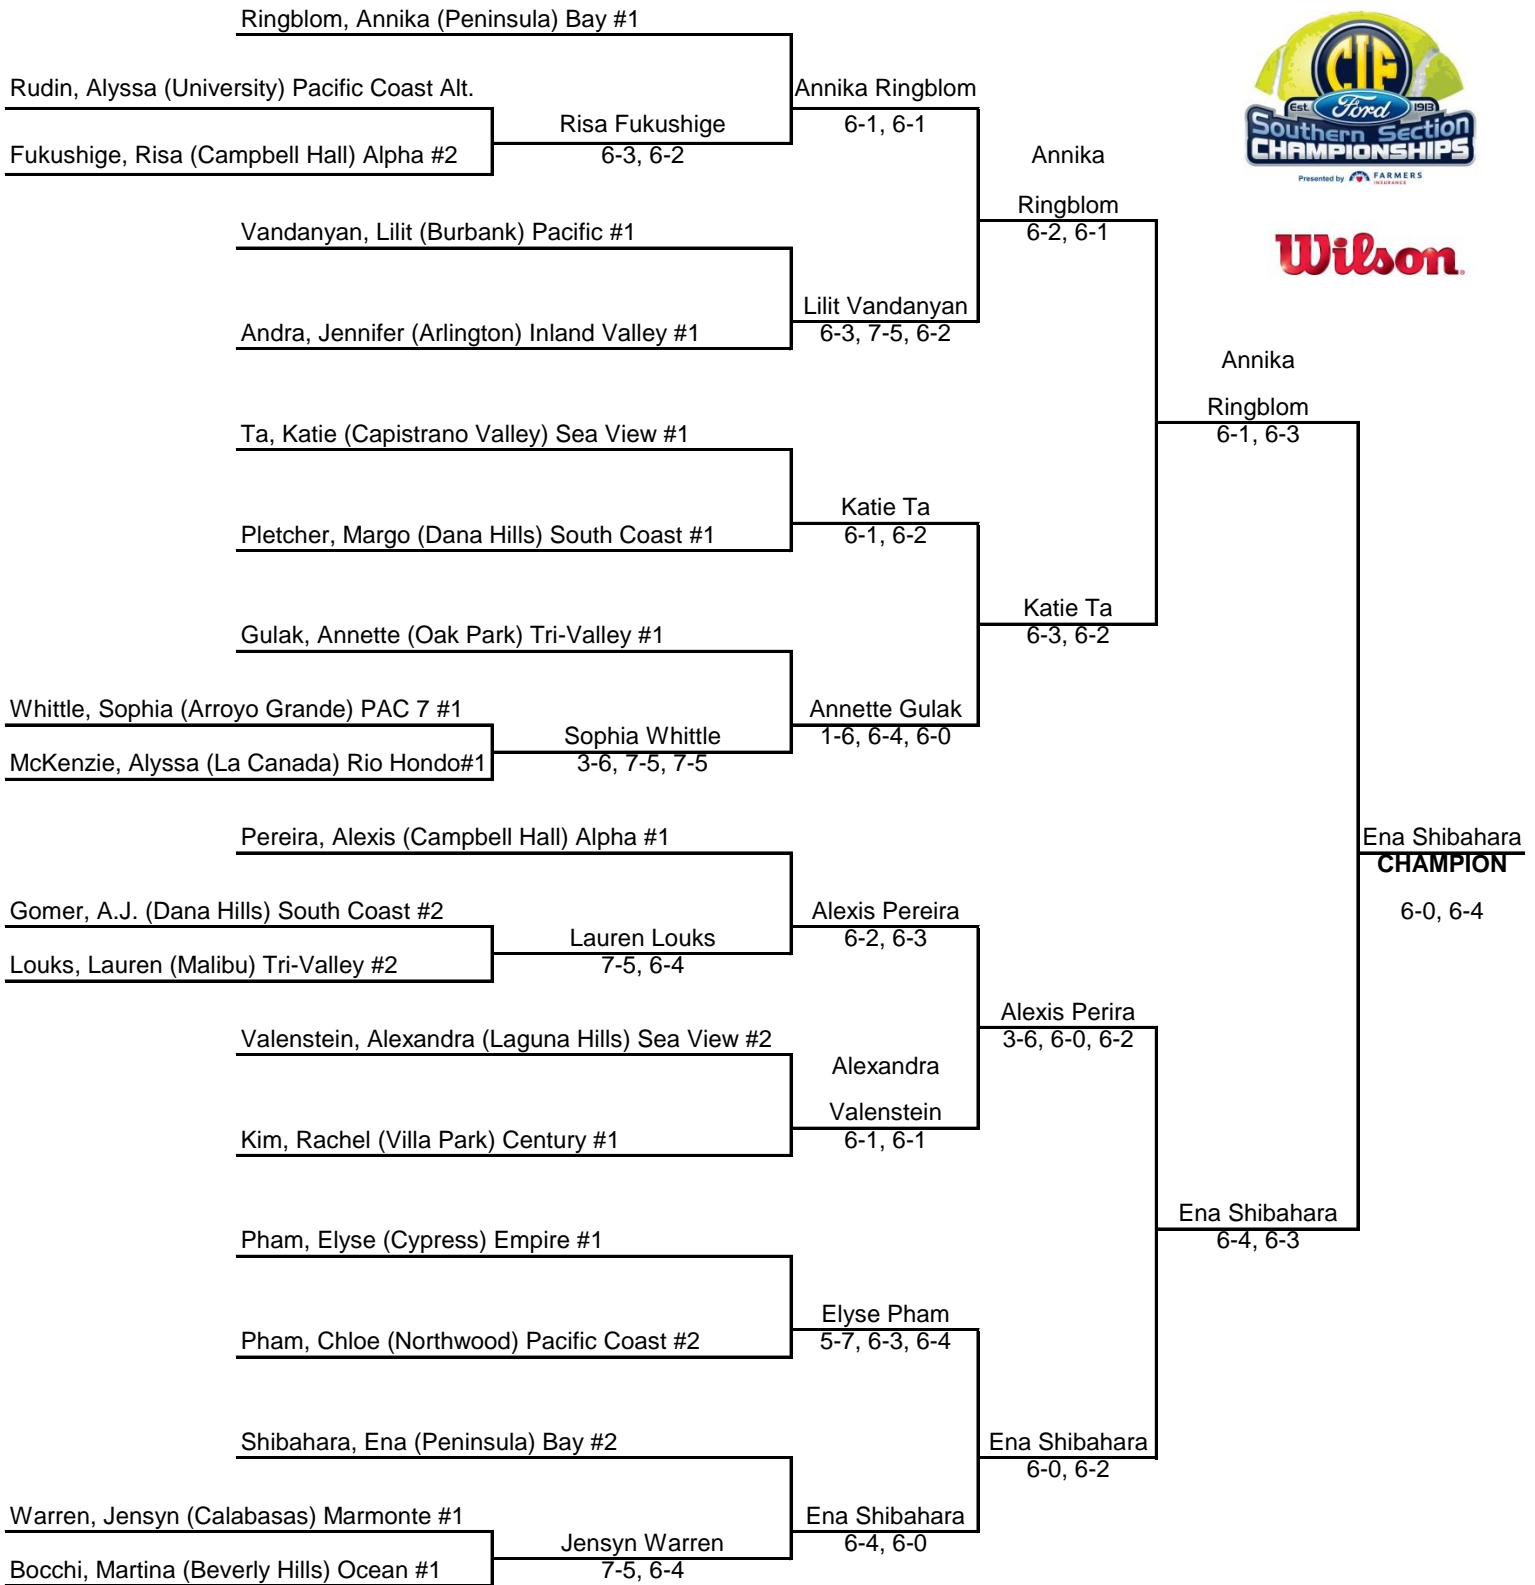 Ringblom, Annika (Peninsula) Bay #1
Rudin, Alyssa (University) Pacific Coast Alt.
Fukushige, Risa (Campbell Hall) Alpha #2
Risa Fukushige
6-3, 6-2
Annika Ringblom
6-1, 6-1
Vandanyan, Lilit (Burbank) Pacific #1
Andra, Jennifer (Arlington) Inland Valley #1
Lilit Vandanyan
6-3, 7-5, 6-2
Annika
Ringblom
6-2, 6-1
Ta, Katie (Capistrano Valley) Sea View #1
Pletcher, Margo (Dana Hills) South Coast #1
Katie Ta
6-1, 6-2
Gulak, Annette (Oak Park) Tri-Valley #1
Whittle, Sophia (Arroyo Grande) PAC 7 #1
McKenzie, Alyssa (La Canada) Rio Hondo#1
Sophia Whittle
3-6, 7-5, 7-5
Annette Gulak
1-6, 6-4, 6-0
Katie Ta
6-3, 6-2
Annika
Ringblom
6-1, 6-3
Pereira, Alexis (Campbell Hall) Alpha #1
Gomer, A.J. (Dana Hills) South Coast #2
Louks, Lauren (Malibu) Tri-Valley #2
Lauren Louks
7-5, 6-4
Alexis Pereira
6-2, 6-3
Valenstein, Alexandra (Laguna Hills) Sea View #2
Kim, Rachel (Villa Park) Century #1
Alexandra
Valenstein
6-1, 6-1
Alexis Perira
3-6, 6-0, 6-2
Pham, Elyse (Cypress) Empire #1
Pham, Chloe (Northwood) Pacific Coast #2
Elyse Pham
5-7, 6-3, 6-4
Shibahara, Ena (Peninsula) Bay #2
Warren, Jensyn (Calabasas) Marmonte #1
Bocchi, Martina (Beverly Hills) Ocean #1
Jensyn Warren
7-5, 6-4
Ena Shibahara
6-4, 6-0
Ena Shibahara
6-0, 6-2
Ena Shibahara
6-4, 6-3
Ena Shibahara
CHAMPION
6-0, 6-4
CIF
Est. Ford 1913
Southern Section
CHAMPIONSHIPS
Presented by FARMERS
INSURANCE
Wilson.